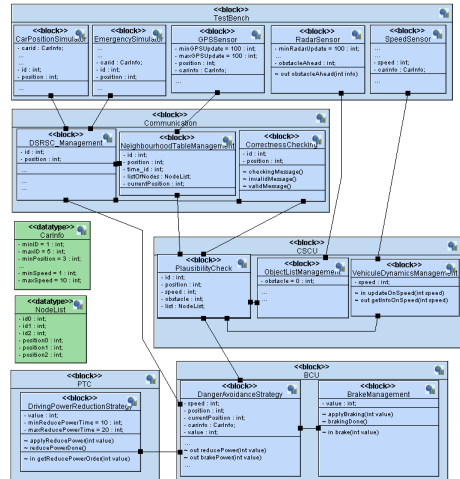 <<block>>
TestBench
<<block>>
CarPositionSimulator
- carid : CarInfo;
...
...
- id : int;
- position : int;
...
<<block>>
EmergencySimulator
...
- carid : CarInfo;
- id : int;
- position : int;
...
<<block>>
GPSSensor
- minGPSUpdate = 100 : int;
- maxGPSUpdate = 100 : int;
- position : int;
- carinfo : CarInfo;
...
<<block>>
RadarSensor
- minRadarUpdate = 100 : int;
...
- obstacleAhead : int;
~ out obstacleAhead(int info)
<<block>>
SpeedSensor
...
- speed : int;
- carinfo : CarInfo;
...
<<block>>
Communication
<<block>>
DSRSC_Management
- id : int;
- position : int;
...
...
...
<<block>>
NeighbourhoodTableManagement
- id : int;
- position : int;
- time_id : int;
- listOfNodes : NodeList;
- currentPosition : int;
<<block>>
CorrectnessChecking
- id : int;
- position : int;
~ checkingMessage()
~ invalidMessage()
~ validMessage()
<<datatype>>
CarInfo
- minID = 1 : int;
- maxID = 5 : int;
- minPosition = 3 : int;
...
- minSpeed = 1 : int;
- maxSpeed = 10 : int;
<<datatype>>
NodeList
- id0 : int;
- id1 : int;
- id2 : int;
- position0 : int;
- position1 : int;
- position2 : int;
<<block>>
CSCU
<<block>>
PlausibilityCheck
- id : int;
- position : int;
- speed : int;
- obstacle : int;
- list : NodeList;
<<block>>
ObjectListManagement
- obstacle = 0 : int;
...
...
<<block>>
VehiculeDynamicsManagement
- speed : int;
~ in updateOnSpeed(int speed)
~ out getInfoOnSpeed(int speed)
<<block>>
PTC
<<block>>
DrivingPowerReductionStrategy
- value : int;
- minReducePowerTime = 10 : int;
- maxReducePowerTime = 20 : int;
~ applyReducePower(int value)
~ reducePowerDone()
~ in getReducePowerOrder(int value)
<<block>>
BCU
<<block>>
DangerAvoidanceStrategy
- speed : int;
- position : int;
- currentPosition : int;
- carinfo : CarInfo;
- value : int;
...
~ out reducePower(int value)
~ out brakePower(int value)
...
<<block>>
BrakeManagement
- value : int;
~ applyBraking(int value)
~ brakingDone()
~ in brake(int value)